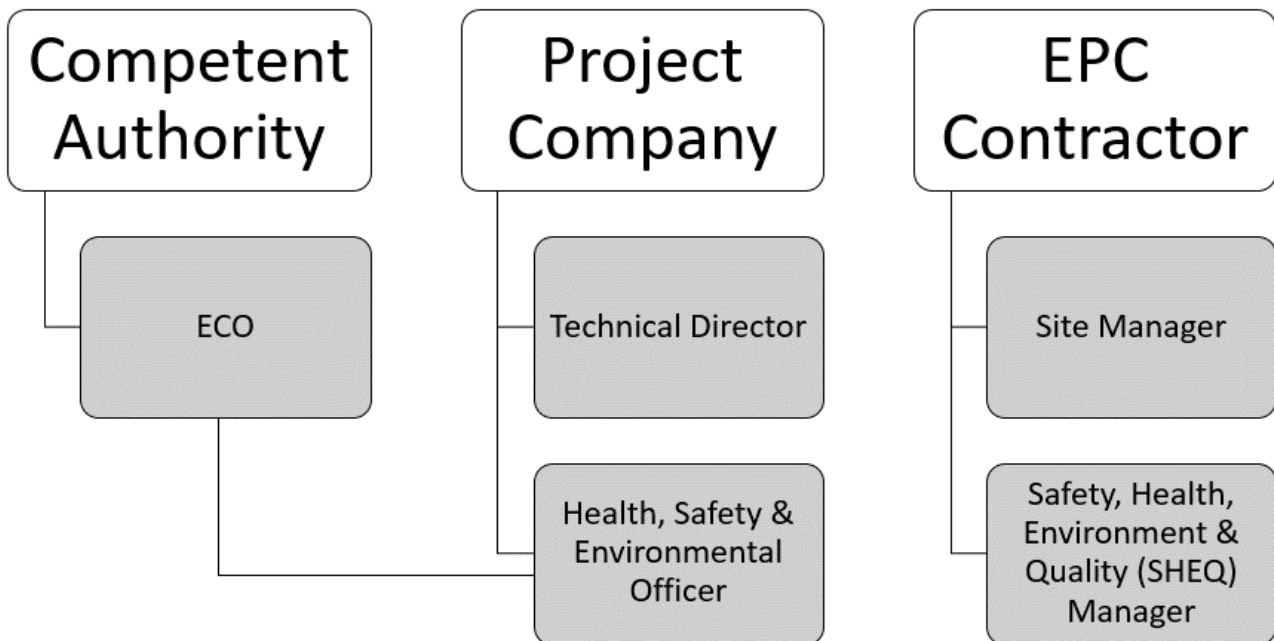 Competent
Authority
Project
Company
EPC
Contractor
ECO
Technical Director
Site Manager
Health, Safety &
Environmental
Officer
Safety, Health,
Environment &
Quality (SHEQ)
Manager